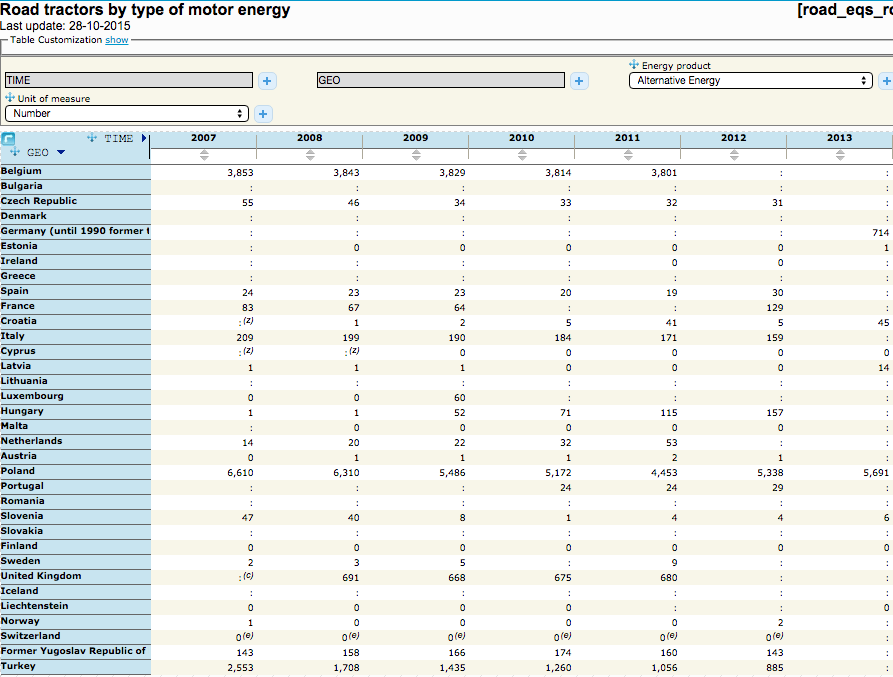 Road tractors by type of motor energy [road_eqs_ro
Last update: 28-10-2015
Table Customization show
Energy product
TIME + GEO + Alternative Energy +
Unit of measure
Number +
TIME 2007 2008 2009 2010 2011 2012 2013
GEO
Belgium 3,853 3,843 3,829 3,814 3,801 : :
Bulgaria : : : : : : :
Czech Republic 55 46 34 33 32 31 :
Denmark : : : : : : :
Germany (until 1990 former t : : : : : : 714
Estonia : 0 0 0 0 0 1
Ireland : : : : 0 0 :
Greece : : : : : : :
Spain 24 23 23 20 19 30 :
France 83 67 64 : : 129 :
Croatia :(z) 1 2 5 41 5 45
Italy 209 199 190 184 171 159 :
Cyprus :(z) :(z) 0 0 0 0 0
Latvia 1 1 1 0 0 0 14
Lithuania : : : : : : :
Luxembourg 0 0 60 : : : :
Hungary 1 1 52 71 115 157 :
Malta : 0 0 0 0 0 :
Netherlands 14 20 22 32 53 : :
Austria 0 1 1 1 2 1 :
Poland 6,610 6,310 5,486 5,172 4,453 5,338 5,691
Portugal : : : 24 24 29 :
Romania : : : : : : :
Slovenia 47 40 8 1 4 4 6
Slovakia : : : : : : :
Finland 0 0 0 0 0 0 0
Sweden 2 3 5 : 9 : :
United Kingdom :(c) 691 668 675 680 : :
Iceland : : : : : : :
Liechtenstein 0 0 0 0 : : 0
Norway 1 0 0 0 0 2 :
Switzerland 0(e) 0(e) 0(e) 0(e) 0(e) 0(e) :
Former Yugoslav Republic of 143 158 166 174 160 143 :
Turkey 2,553 1,708 1,435 1,260 1,056 885 :